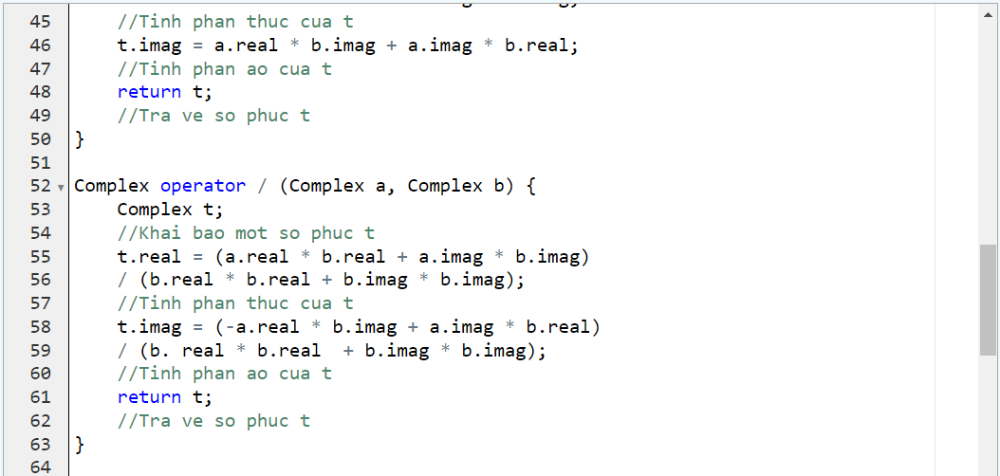 45 //Tinh phan thuc cua t
46 t.imag = a.real * b.imag + a.imag * b.real;
47 //Tinh phan ao cua t
48 return t;
49 //Tra ve so phuc t
50 }
51
52 Complex operator / (Complex a, Complex b) {
53 Complex t;
54 //Khai bao mot so phuc t
55 t.real = (a.real * b.real + a.imag * b.imag)
56 / (b.real * b.real + b.imag * b.imag);
57 //Tinh phan thuc cua t
58 t.imag = (-a.real * b.imag + a.imag * b.real)
59 / (b. real * b.real  + b.imag * b.imag);
60 //Tinh phan ao cua t
61 return t;
62 //Tra ve so phuc t
63 }
64